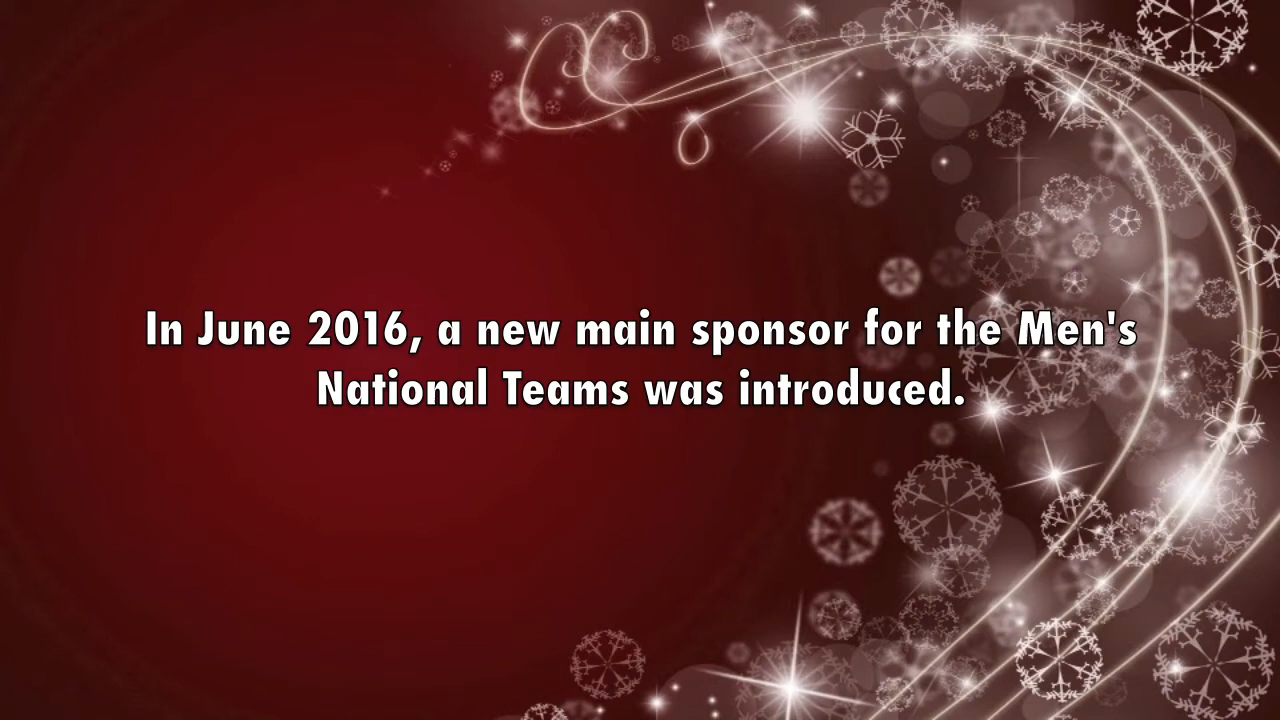 In June 2016, a new main sponsor for the Men's
National Teams was introduced.